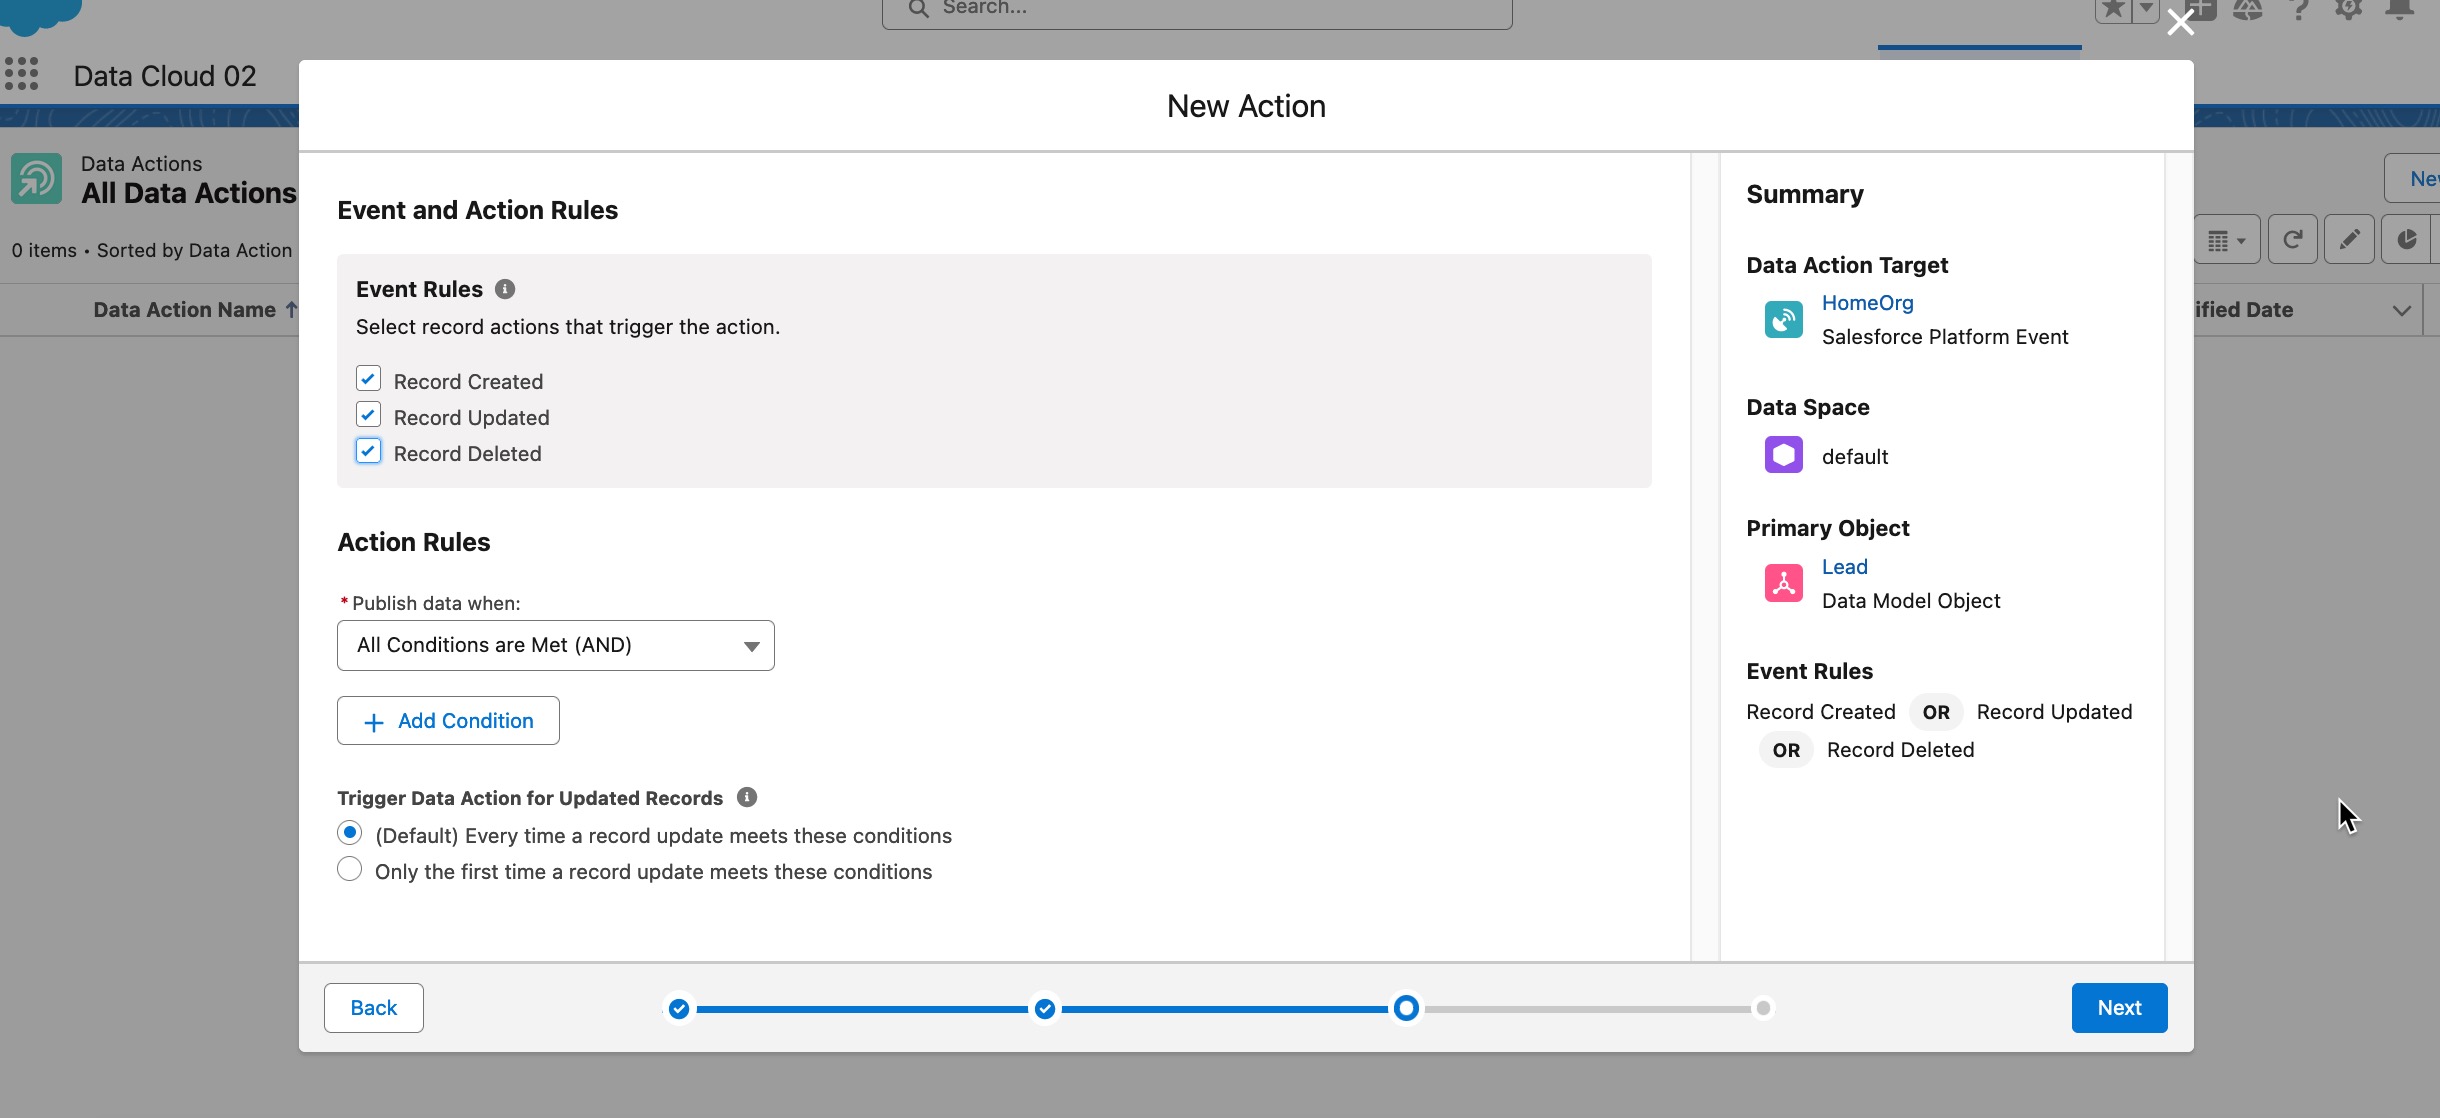 Search...
Data Cloud 02
New Action
Data Actions
All Data Actions
New
0 items • Sorted by Data Action
Data Action Name
ified Date
Event and Action Rules
Event Rules
Select record actions that trigger the action.
Record Created
Record Updated
Record Deleted
Action Rules
* Publish data when:
All Conditions are Met (AND)
Add Condition
Trigger Data Action for Updated Records
(Default) Every time a record update meets these conditions
Only the first time a record update meets these conditions
Summary
Data Action Target
HomeOrg
Salesforce Platform Event
Data Space
default
Primary Object
Lead
Data Model Object
Event Rules
Record Created OR Record Updated
OR Record Deleted
Back
Next